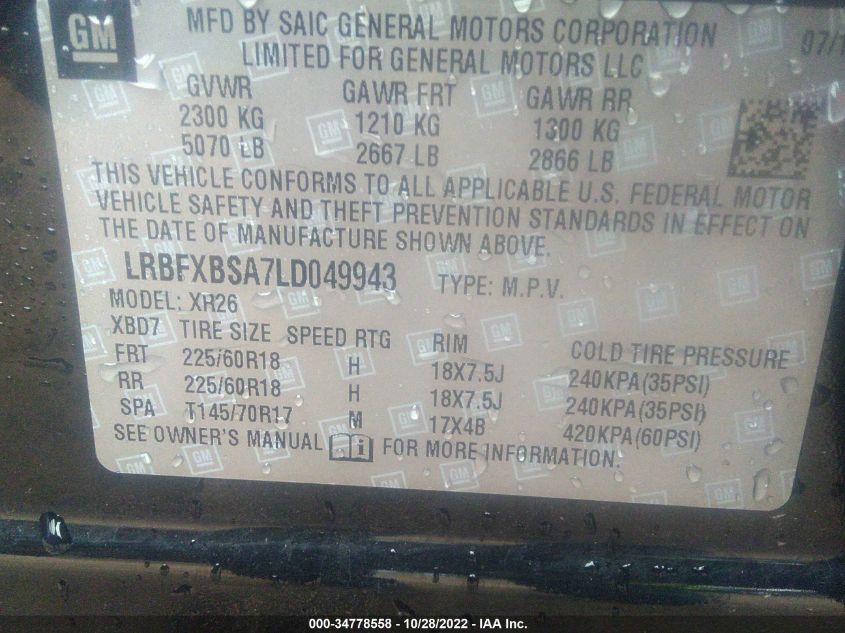 GM
MFD BY SAIC GENERAL MOTORS CORPORATION 07/1
LIMITED FOR GENERAL MOTORS LLC
GVWR GAWR FRT GAWR RR
2300 KG 1210 KG 1300 KG
5070 LB 2667 LB 2866 LB
THIS VEHICLE CONFORMS TO ALL APPLICABLE U.S. FEDERAL MOTOR
VEHICLE SAFETY AND THEFT PREVENTION STANDARDS IN EFFECT ON
THE DATE OF MANUFACTURE SHOWN ABOVE.
LRBFXBSA7LD049943 TYPE: M.P.V.
MODEL: XR26
XBD7 TIRE SIZE SPEED RTG RIM COLD TIRE PRESSURE
FRT 225/60R18 H 18X7.5J 240KPA(35PSI)
RR 225/60R18 H 18X7.5J 240KPA(35PSI)
SPA T145/70R17 M 17X4B 420KPA(60PSI)
SEE OWNER'S MANUAL i FOR MORE INFORMATION.
000-34778558 - 10/28/2022 - IAA Inc.